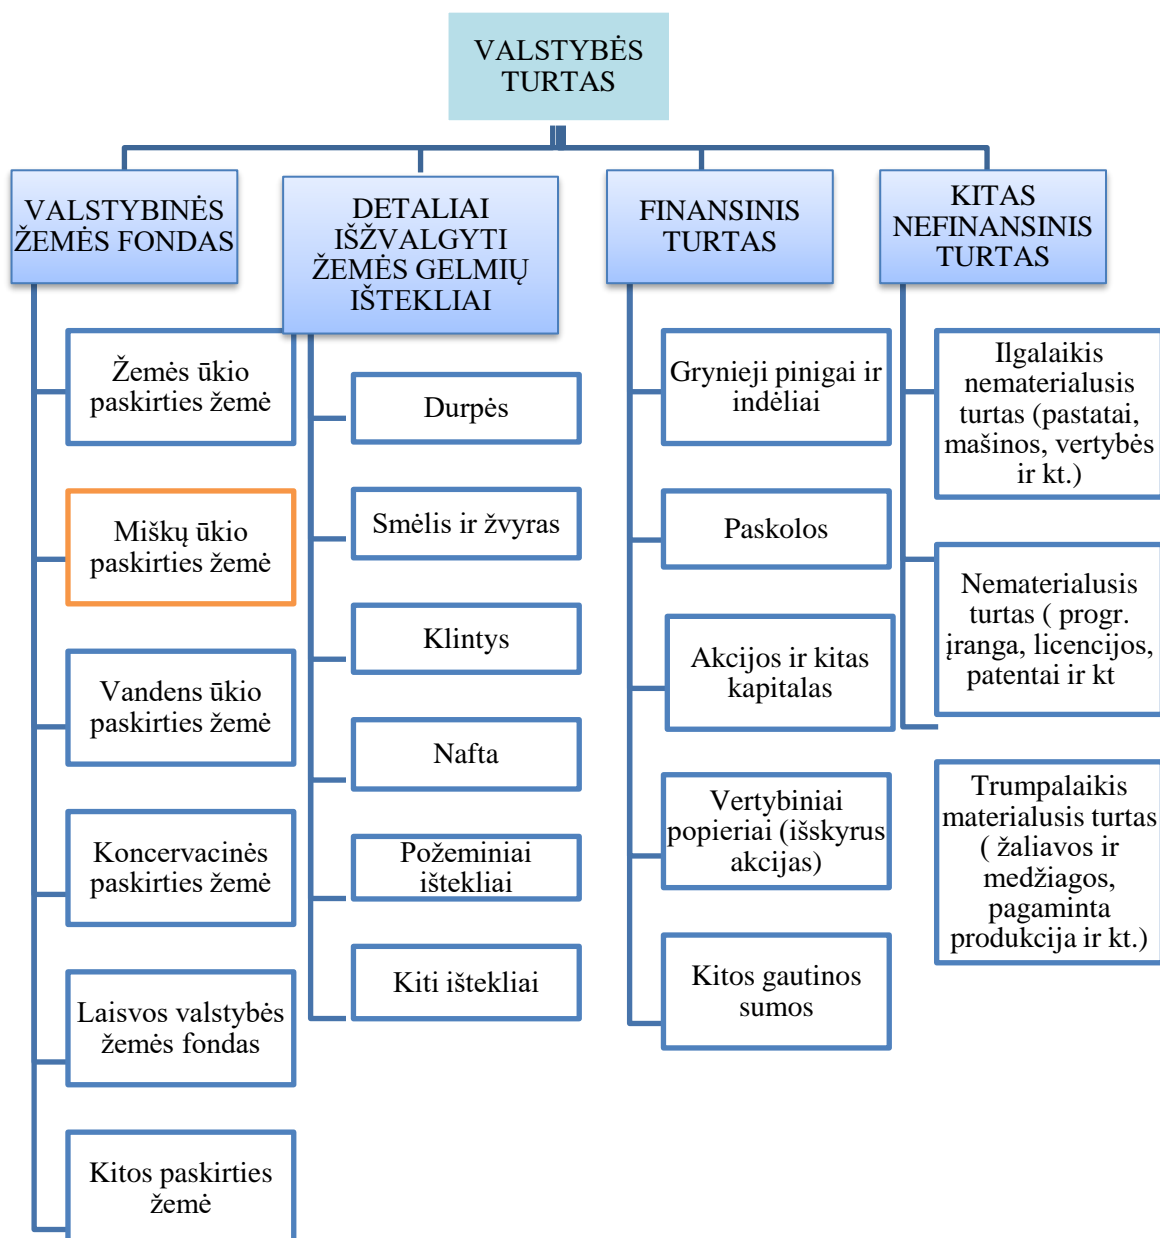 VALSTYBĖS
TURTAS
VALSTYBINĖS
ŽEMĖS FONDAS
Žemės ūkio
paskirties žemė
Miškų ūkio
paskirties žemė
Vandens ūkio
paskirties žemė
Koncervacinės
paskirties žemė
Laisvos valstybės
žemės fondas
Kitos paskirties
žemė
DETALIAI
IŠŽVALGYTI
ŽEMĖS GELMIŲ
IŠTEKLIAI
Durpės
Smėlis ir žvyras
Klintys
Nafta
Požeminiai
ištekliai
Kiti ištekliai
FINANSINIS
TURTAS
Grynieji pinigai ir
indėliai
Paskolos
Akcijos ir kitas
kapitalas
Vertybiniai
popieriai (išskyrus
akcijas)
Kitos gautinos
sumos
KITAS
NEFINANSINIS
TURTAS
Ilgalaikis
nematerialusis
turtas (pastatai,
mašinos, vertybės
ir kt.)
Nematerialusis
turtas ( progr.
įranga, licencijos,
patentai ir kt
Trumpalaikis
materialusis turtas
( žaliavos ir
medžiagos,
pagaminta
produkcija ir kt.)